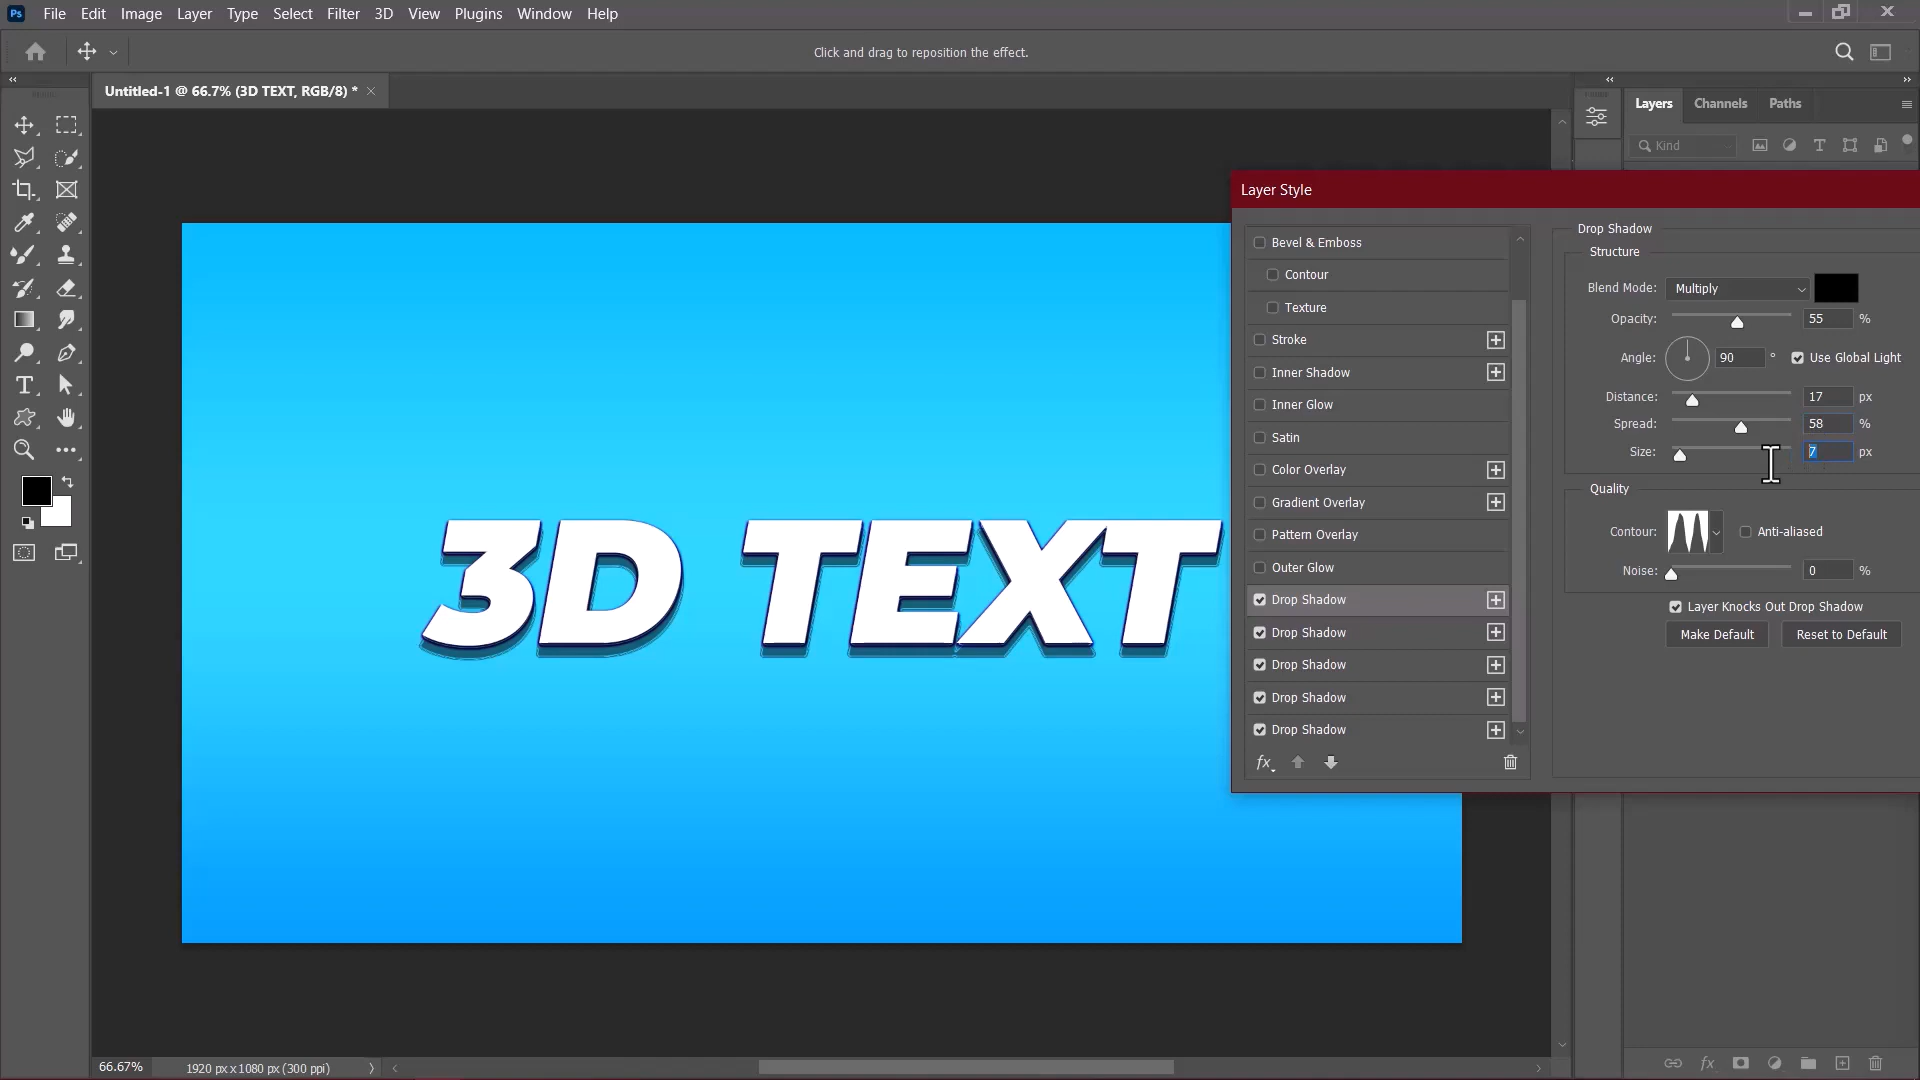 Ps File Edit Image Layer Type Select Filter 3D View Plugins Window Help
Click and drag to reposition the effect.
Untitled-1 @ 66.7% (3D TEXT, RGB/8) *
Layers Channels Paths
Kind
Layer Style
Bevel & Emboss
Contour
Texture
Stroke
Inner Shadow
Inner Glow
Satin
Color Overlay
Gradient Overlay
Pattern Overlay
Outer Glow
Drop Shadow
Drop Shadow
Drop Shadow
Drop Shadow
Drop Shadow
fx
Drop Shadow
Structure
Blend Mode: Multiply
Opacity: 55 %
Angle: 90 ° Use Global Light
Distance: 17 px
Spread: 58 %
Size: 7 px
Quality
Contour: Anti-aliased
Noise: 0 %
Layer Knocks Out Drop Shadow
Make Default Reset to Default
3D TEXT
66.67% 1920 px x 1080 px (300 ppi)
fx